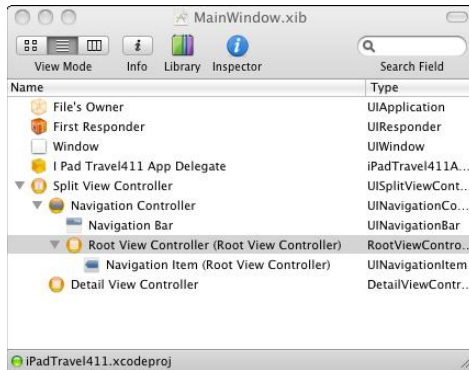 MainWindow.xib
View Mode Info Library Inspector Search Field
Name Type
File's Owner UIApplication
First Responder UIResponder
Window UIWindow
I Pad Travel411 App Delegate iPadTravel411A...
Split View Controller UISplitViewCont...
Navigation Controller UINavigationCo...
Navigation Bar UINavigationBar
Root View Controller (Root View Controller) RootViewContro...
Navigation Item (Root View Controller) UINavigationItem
Detail View Controller DetailViewContr...
iPadTravel411.xcodeproj